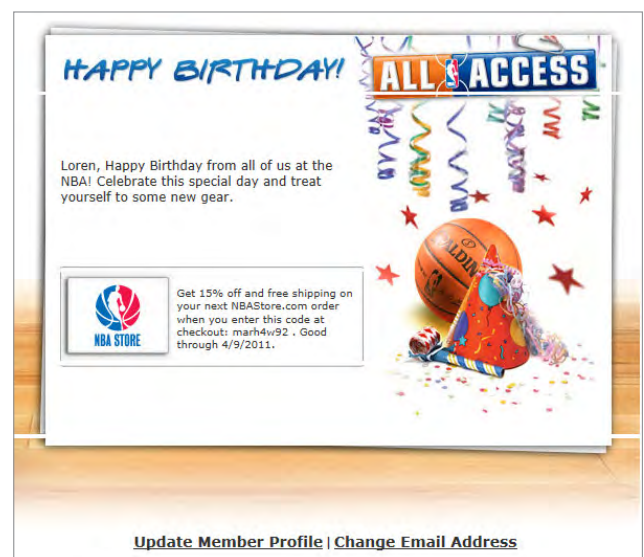 HAPPY BIRTHDAY!
ALL ACCESS
Loren, Happy Birthday from all of us at the
NBA! Celebrate this special day and treat
yourself to some new gear.
SPALDING
Get 15% off and free shipping on
your next NBAStore.com order
when you enter this code at
checkout: marh4w92 . Good
through 4/9/2011.
NBA STORE
Update Member Profile | Change Email Address